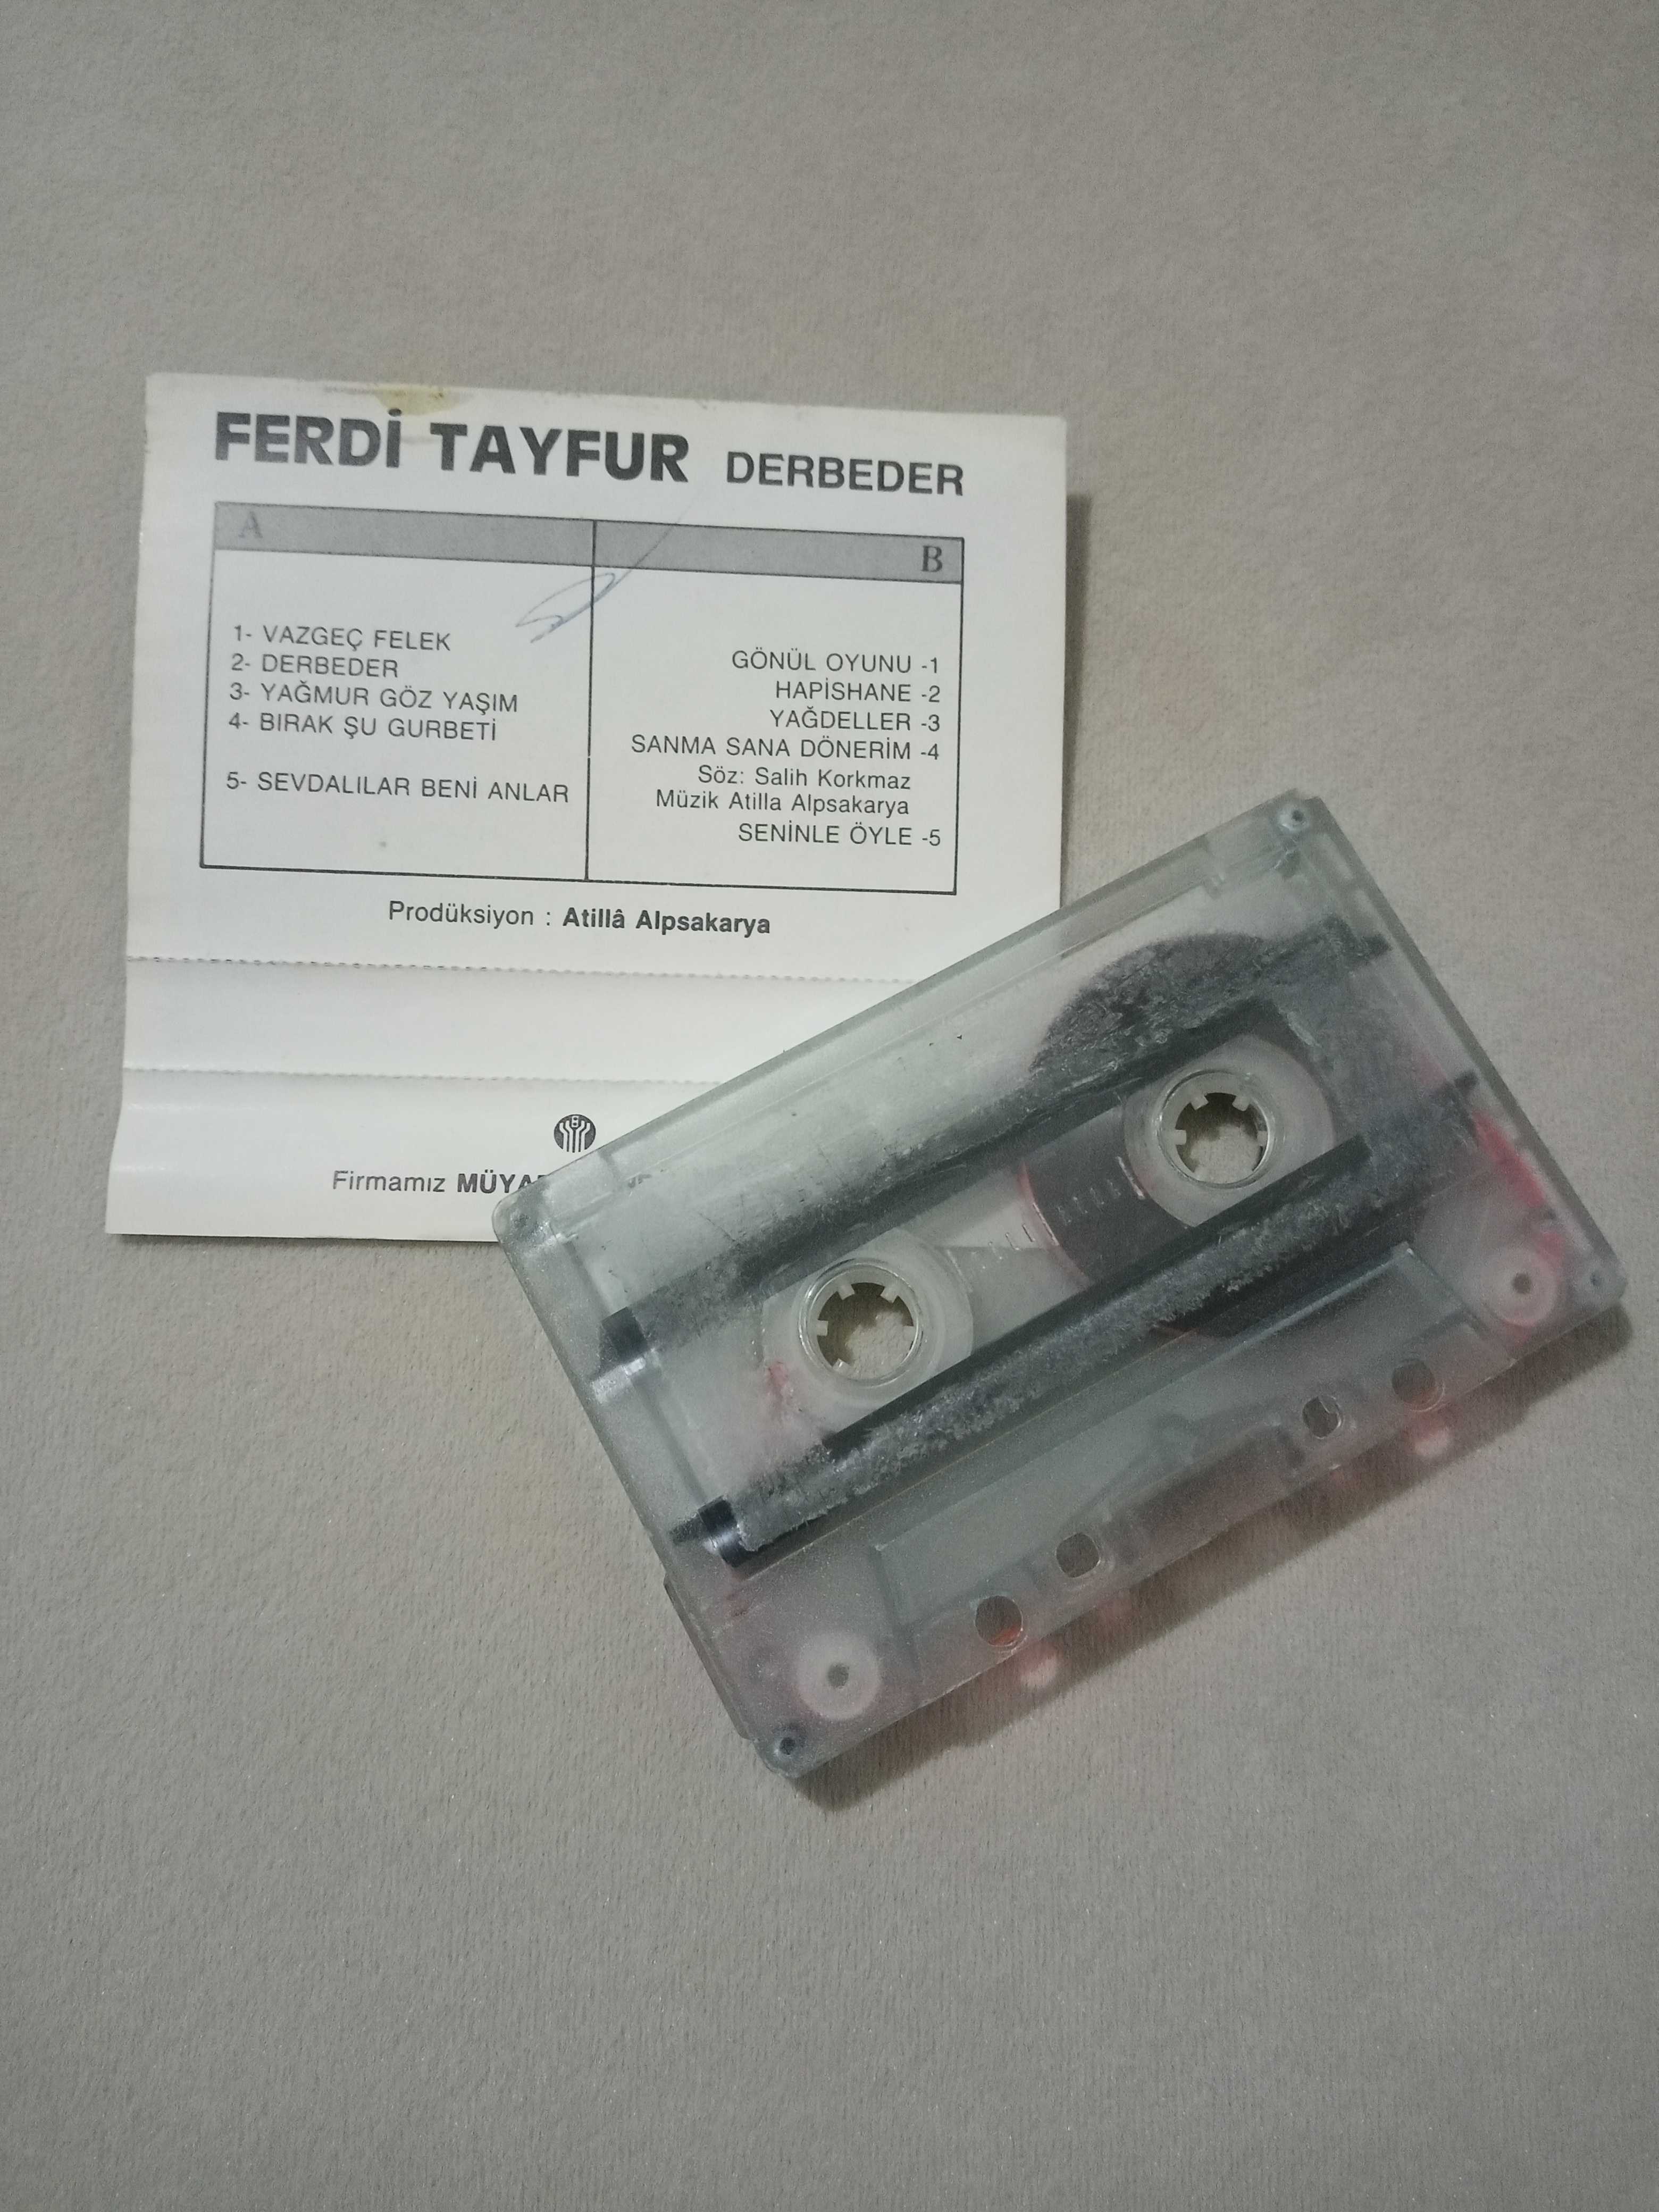 FERDİ TAYFUR DERBEDER
A
B
1- VAZGEÇ FELEK
2- DERBEDER
3- YAĞMUR GÖZ YAŞIM
4- BIRAK ŞU GURBETİ
5- SEVDALILAR BENİ ANLAR
GÖNÜL OYUNU -1
HAPİSHANE -2
YAĞDELLER -3
SANMA SANA DÖNERİM -4
Söz: Salih Korkmaz
Müzik Atilla Alpsakarya
SENİNLE ÖYLE -5
Prodüksiyon : Atillâ Alpsakarya
Firmamız